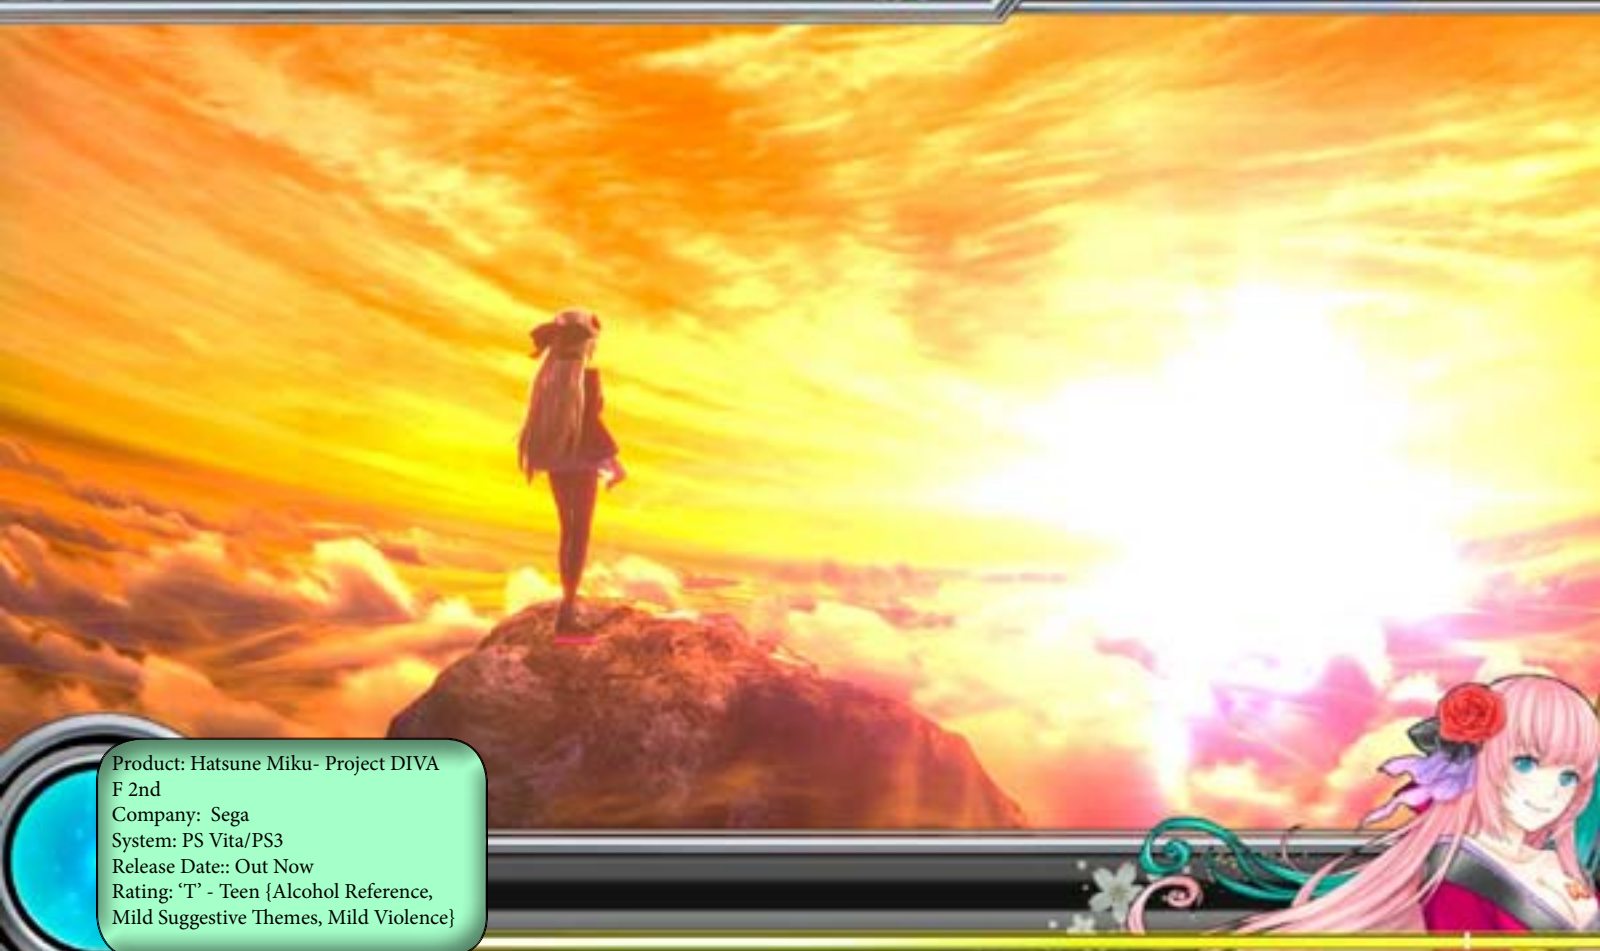 Product: Hatsune Miku- Project DIVA
F 2nd
Company:  Sega
System: PS Vita/PS3
Release Date:: Out Now
Rating: ‘T’ - Teen {Alcohol Reference,
Mild Suggestive Themes, Mild Violence}